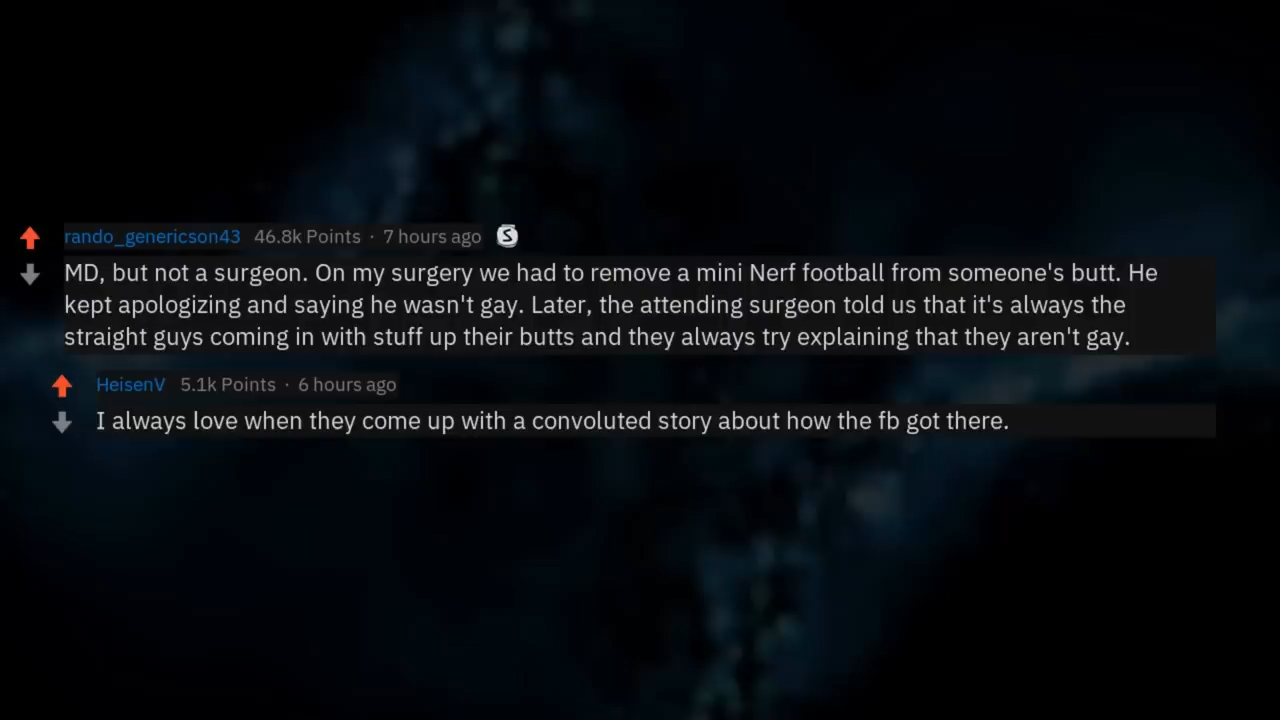 rando_genericson43 46.8k Points · 7 hours ago S
MD, but not a surgeon. On my surgery we had to remove a mini Nerf football from someone's butt. He
kept apologizing and saying he wasn't gay. Later, the attending surgeon told us that it's always the
straight guys coming in with stuff up their butts and they always try explaining that they aren't gay.
HeisenV 5.1k Points · 6 hours ago
I always love when they come up with a convoluted story about how the fb got there.